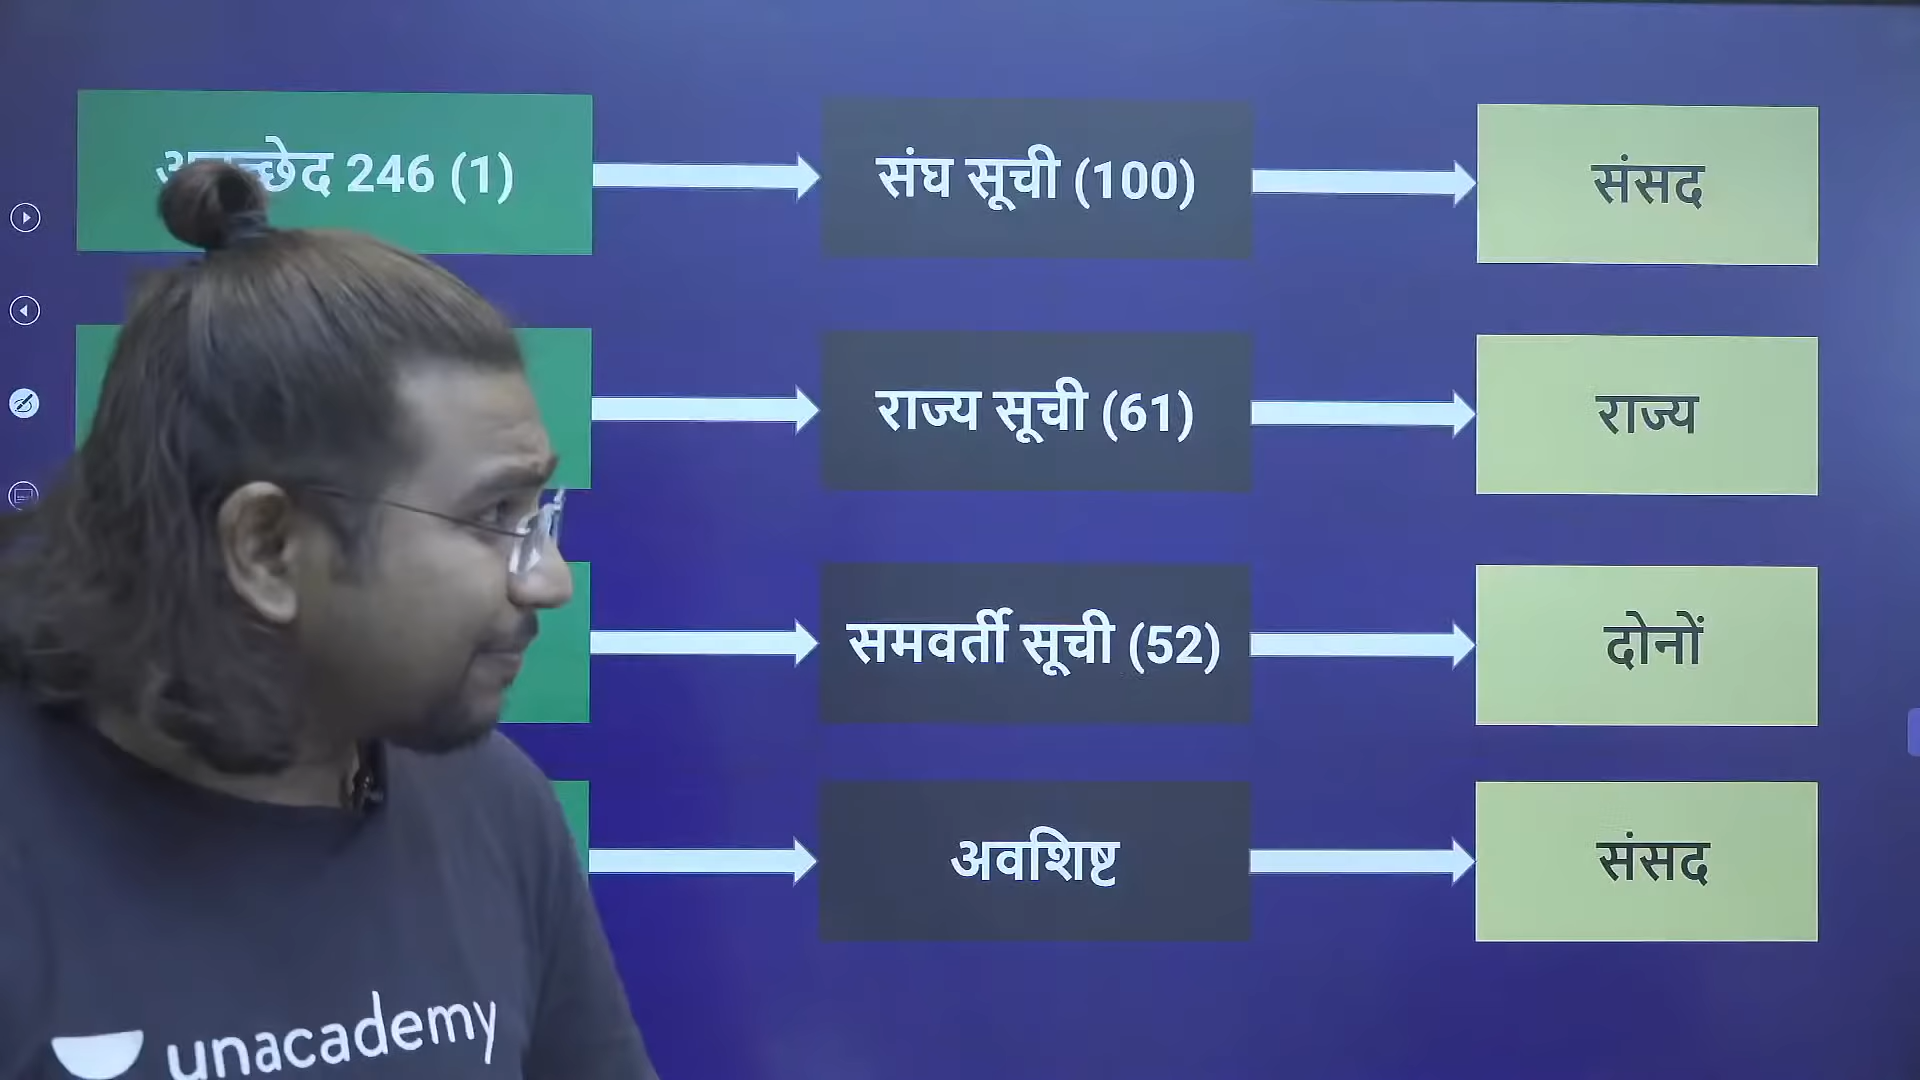 246 (1)
संघ सूची (100)
संसद
राज्य सूची (61)
राज्य
समवर्ती सूची (52)
दोनों
अवशिष्ट
संसद
unacademy